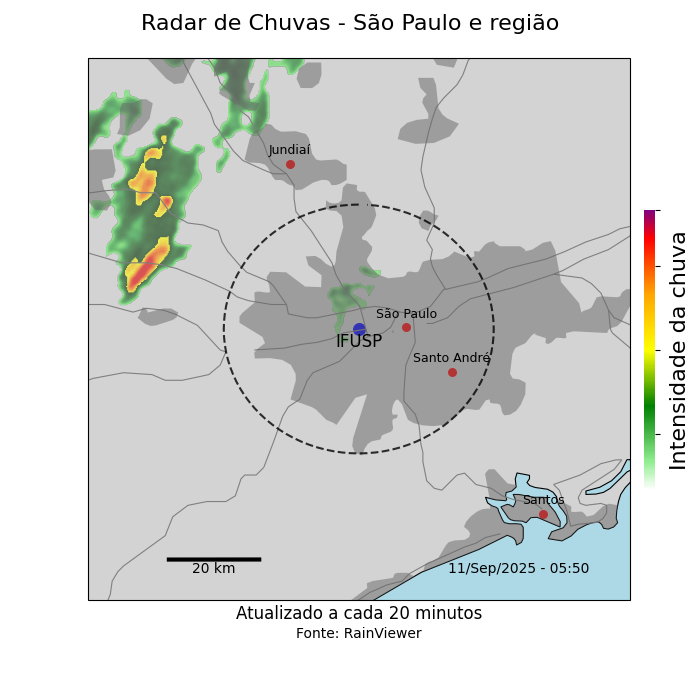 Radar de Chuvas - São Paulo e região
Jundiaí
São Paulo
IFUSP
Santo André
Santos
20 km
11/Sep/2025 - 05:50
Intensidade da chuva
Atualizado a cada 20 minutos
Fonte: RainViewer